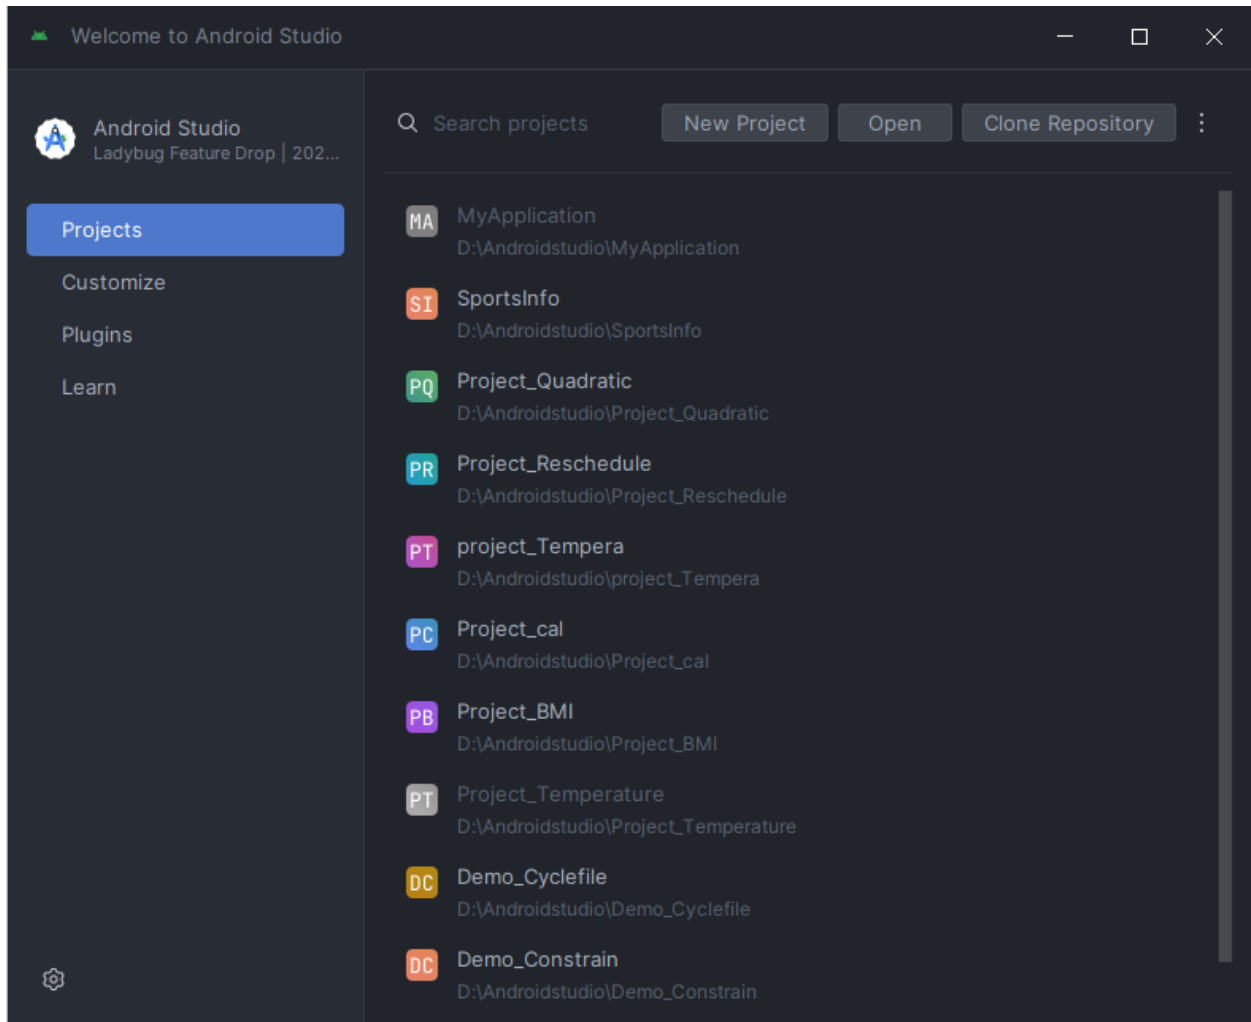 Welcome to Android Studio
Android Studio
Ladybug Feature Drop | 202...
Projects
Customize
Plugins
Learn
Search projects
New Project
Open
Clone Repository
MA
MyApplication
D:\Androidstudio\MyApplication
SI
SportsInfo
D:\Androidstudio\SportsInfo
PQ
Project_Quadratic
D:\Androidstudio\Project_Quadratic
PR
Project_Reschedule
D:\Androidstudio\Project_Reschedule
PT
project_Tempera
D:\Androidstudio\project_Tempera
PC
Project_cal
D:\Androidstudio\Project_cal
PB
Project_BMI
D:\Androidstudio\Project_BMI
PT
Project_Temperature
D:\Androidstudio\Project_Temperature
DC
Demo_Cyclefile
D:\Androidstudio\Demo_Cyclefile
DC
Demo_Constrain
D:\Androidstudio\Demo_Constrain